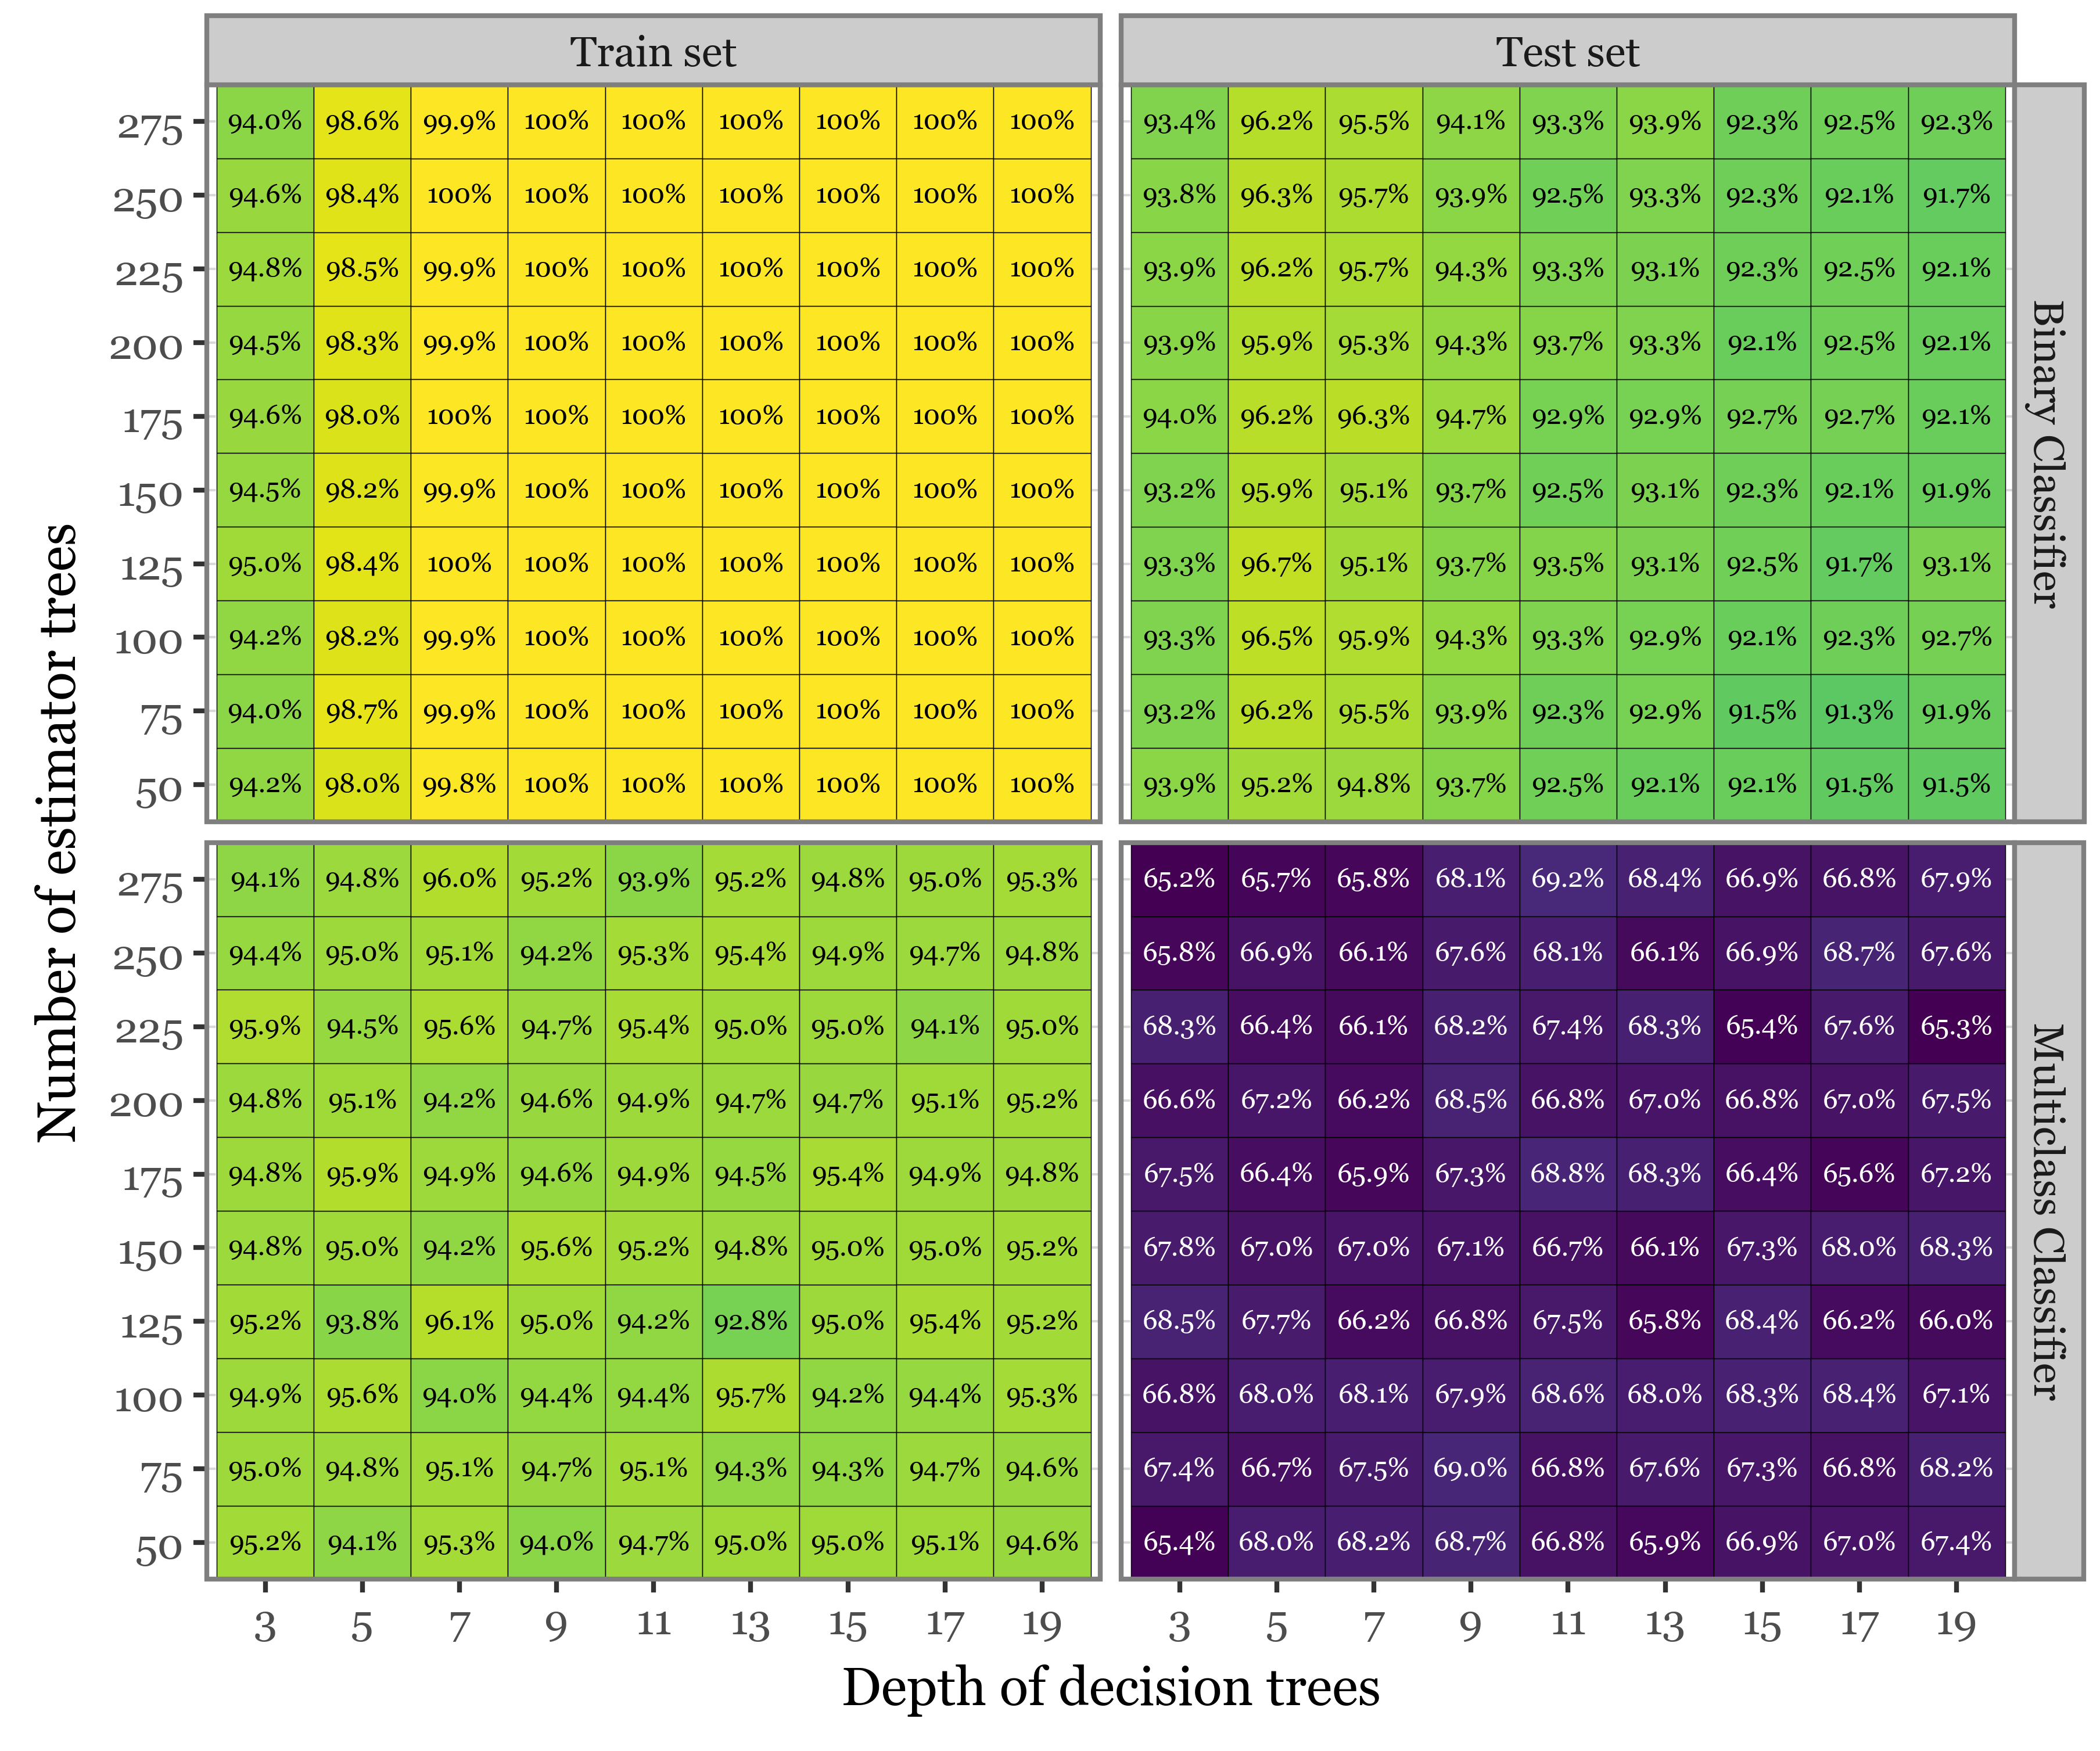 Train set
Test set
275 94.0% 98.6% 99.9% 100% 100% 100% 100% 100% 100% 93.4% 96.2% 95.5% 94.1% 93.3% 93.9% 92.3% 92.5% 92.3%
250 94.6% 98.4% 100% 100% 100% 100% 100% 100% 100% 93.8% 96.3% 95.7% 93.9% 92.5% 93.3% 92.3% 92.1% 91.7%
225 94.8% 98.5% 99.9% 100% 100% 100% 100% 100% 100% 93.9% 96.2% 95.7% 94.3% 93.3% 93.1% 92.3% 92.5% 92.1%
200 94.5% 98.3% 99.9% 100% 100% 100% 100% 100% 100% 93.9% 95.9% 95.3% 94.3% 93.7% 93.3% 92.1% 92.5% 92.1%
175 94.6% 98.0% 100% 100% 100% 100% 100% 100% 100% 94.0% 96.2% 96.3% 94.7% 92.9% 92.9% 92.7% 92.7% 92.1%
150 94.5% 98.2% 99.9% 100% 100% 100% 100% 100% 100% 93.2% 95.9% 95.1% 93.7% 92.5% 93.1% 92.3% 92.1% 91.9%
125 95.0% 98.4% 100% 100% 100% 100% 100% 100% 100% 93.3% 96.7% 95.1% 93.7% 93.5% 93.1% 92.5% 91.7% 93.1%
100 94.2% 98.2% 99.9% 100% 100% 100% 100% 100% 100% 93.3% 96.5% 95.9% 94.3% 93.3% 92.9% 92.1% 92.3% 92.7%
75 94.0% 98.7% 99.9% 100% 100% 100% 100% 100% 100% 93.2% 96.2% 95.5% 93.9% 92.3% 92.9% 91.5% 91.3% 91.9%
50 94.2% 98.0% 99.8% 100% 100% 100% 100% 100% 100% 93.9% 95.2% 94.8% 93.7% 92.5% 92.1% 92.1% 91.5% 91.5%
Binary Classifier
275 94.1% 94.8% 96.0% 95.2% 93.9% 95.2% 94.8% 95.0% 95.3% 65.2% 65.7% 65.8% 68.1% 69.2% 68.4% 66.9% 66.8% 67.9%
250 94.4% 95.0% 95.1% 94.2% 95.3% 95.4% 94.9% 94.7% 94.8% 65.8% 66.9% 66.1% 67.6% 68.1% 66.1% 66.9% 68.7% 67.6%
225 95.9% 94.5% 95.6% 94.7% 95.4% 95.0% 95.0% 94.1% 95.0% 68.3% 66.4% 66.1% 68.2% 67.4% 68.3% 65.4% 67.6% 65.3%
200 94.8% 95.1% 94.2% 94.6% 94.9% 94.7% 94.7% 95.1% 95.2% 66.6% 67.2% 66.2% 68.5% 66.8% 67.0% 66.8% 67.0% 67.5%
175 94.8% 95.9% 94.9% 94.6% 94.9% 94.5% 95.4% 94.9% 94.8% 67.5% 66.4% 65.9% 67.3% 68.8% 68.3% 66.4% 65.6% 67.2%
150 94.8% 95.0% 94.2% 95.6% 95.2% 94.8% 95.0% 95.0% 95.2% 67.8% 67.0% 67.0% 67.1% 66.7% 66.1% 67.3% 68.0% 68.3%
125 95.2% 93.8% 96.1% 95.0% 94.2% 92.8% 95.0% 95.4% 95.2% 68.5% 67.7% 66.2% 66.8% 67.5% 65.8% 68.4% 66.2% 66.0%
100 94.9% 95.6% 94.0% 94.4% 94.4% 95.7% 94.2% 94.4% 95.3% 66.8% 68.0% 68.1% 67.9% 68.6% 68.0% 68.3% 68.4% 67.1%
75 95.0% 94.8% 95.1% 94.7% 95.1% 94.3% 94.3% 94.7% 94.6% 67.4% 66.7% 67.5% 69.0% 66.8% 67.6% 67.3% 66.8% 68.2%
50 95.2% 94.1% 95.3% 94.0% 94.7% 95.0% 95.0% 95.1% 94.6% 65.4% 68.0% 68.2% 68.7% 66.8% 65.9% 66.9% 67.0% 67.4%
Multiclass Classifier
3 5 7 9 11 13 15 17 19 3 5 7 9 11 13 15 17 19
Depth of decision trees
Number of estimator trees